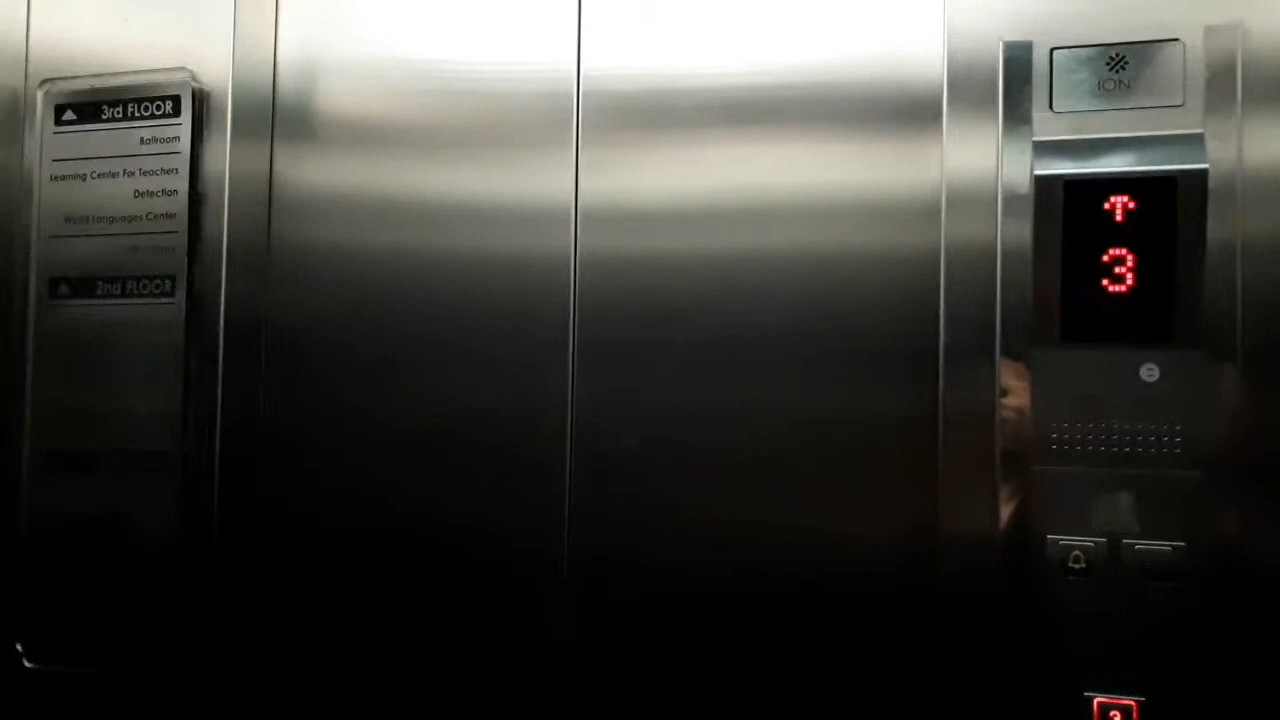 3rd FLOOR
Ballroom
Learning Center For Teachers
Detection
World Languages Center
2nd FLOOR
ION
3
3